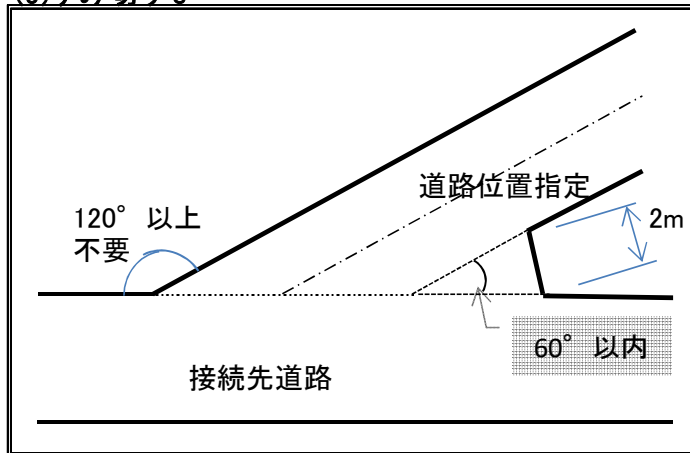 道路位置指定
120° 以上
不要
2m
60° 以内
接続先道路